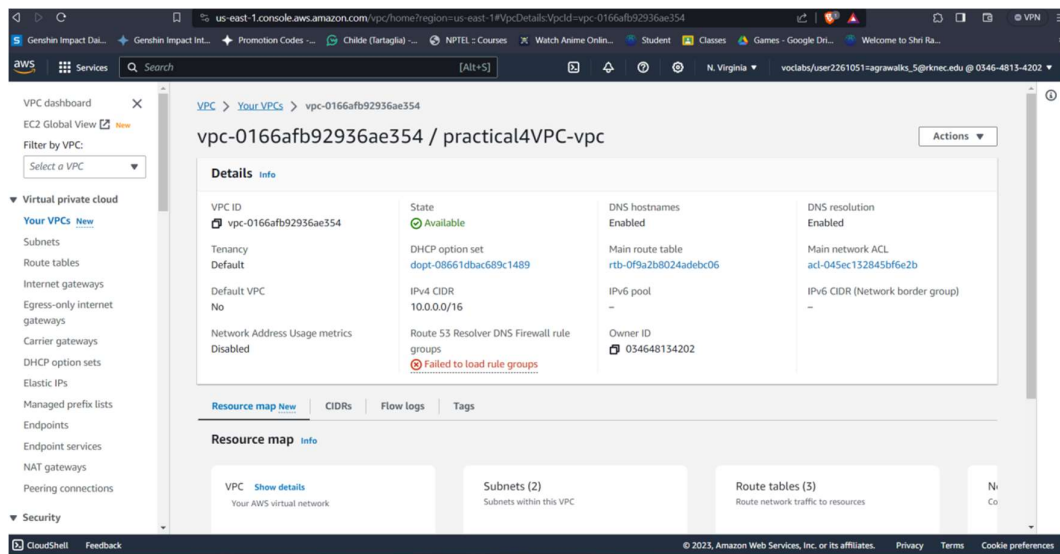 us-east-1.console.aws.amazon.com/vpc/home?region=us-east-1#VpcDetails:VpcId=vpc-0166afb92936ae354
VPN
Genshin Impact Dai... Genshin Impact Int... Promotion Codes -... Childe (Tartaglia) -... NPTEL :: Courses Watch Anime Onlin... Student Classes Games - Google Dri... Welcome to Shri Ra...
aws Services Search [Alt+S] N. Virginia voclabs/user2261051=agrawalks_5@rknec.edu @ 0346-4813-4202
VPC dashboard
EC2 Global View New
Filter by VPC:
Select a VPC
Virtual private cloud
Your VPCs New
Subnets
Route tables
Internet gateways
Egress-only internet
gateways
Carrier gateways
DHCP option sets
Elastic IPs
Managed prefix lists
Endpoints
Endpoint services
NAT gateways
Peering connections
Security
VPC > Your VPCs > vpc-0166afb92936ae354
vpc-0166afb92936ae354 / practical4VPC-vpc
Actions
Details Info
VPC ID
vpc-0166afb92936ae354
State
Available
DNS hostnames
Enabled
DNS resolution
Enabled
Tenancy
Default
DHCP option set
dopt-08661dbac689c1489
Main route table
rtb-0f9a2b8024adebc06
Main network ACL
acl-045ec132845bf6e2b
Default VPC
No
IPv4 CIDR
10.0.0.0/16
IPv6 pool
–
IPv6 CIDR (Network border group)
–
Network Address Usage metrics
Disabled
Route 53 Resolver DNS Firewall rule
groups
Failed to load rule groups
Owner ID
034648134202
Resource map New CIDRs Flow logs Tags
Resource map Info
VPC Show details
Your AWS virtual network
Subnets (2)
Subnets within this VPC
Route tables (3)
Route network traffic to resources
CloudShell Feedback © 2023, Amazon Web Services, Inc. or its affiliates. Privacy Terms Cookie preferences